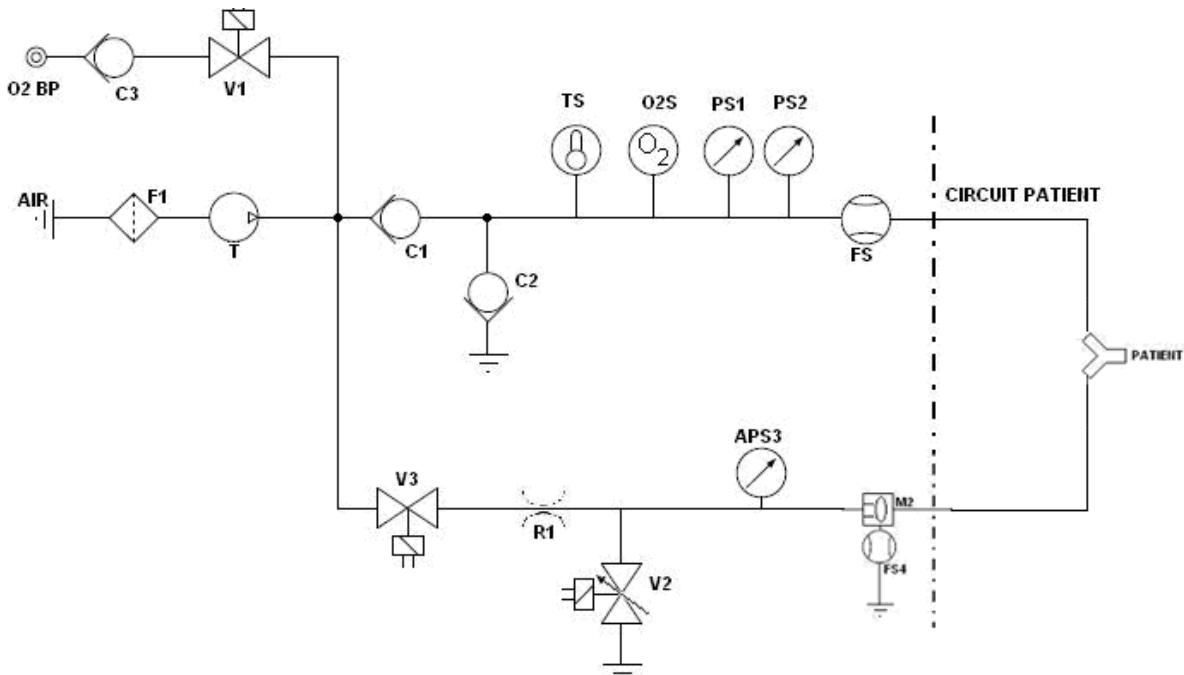 O2 BP
C3
V1
TS
O2S
PS1
PS2
O2
AIR
F1
T
C1
C2
FS
CIRCUIT PATIENT
PATIENT
APS3
V3
R1
V2
M2
FS4